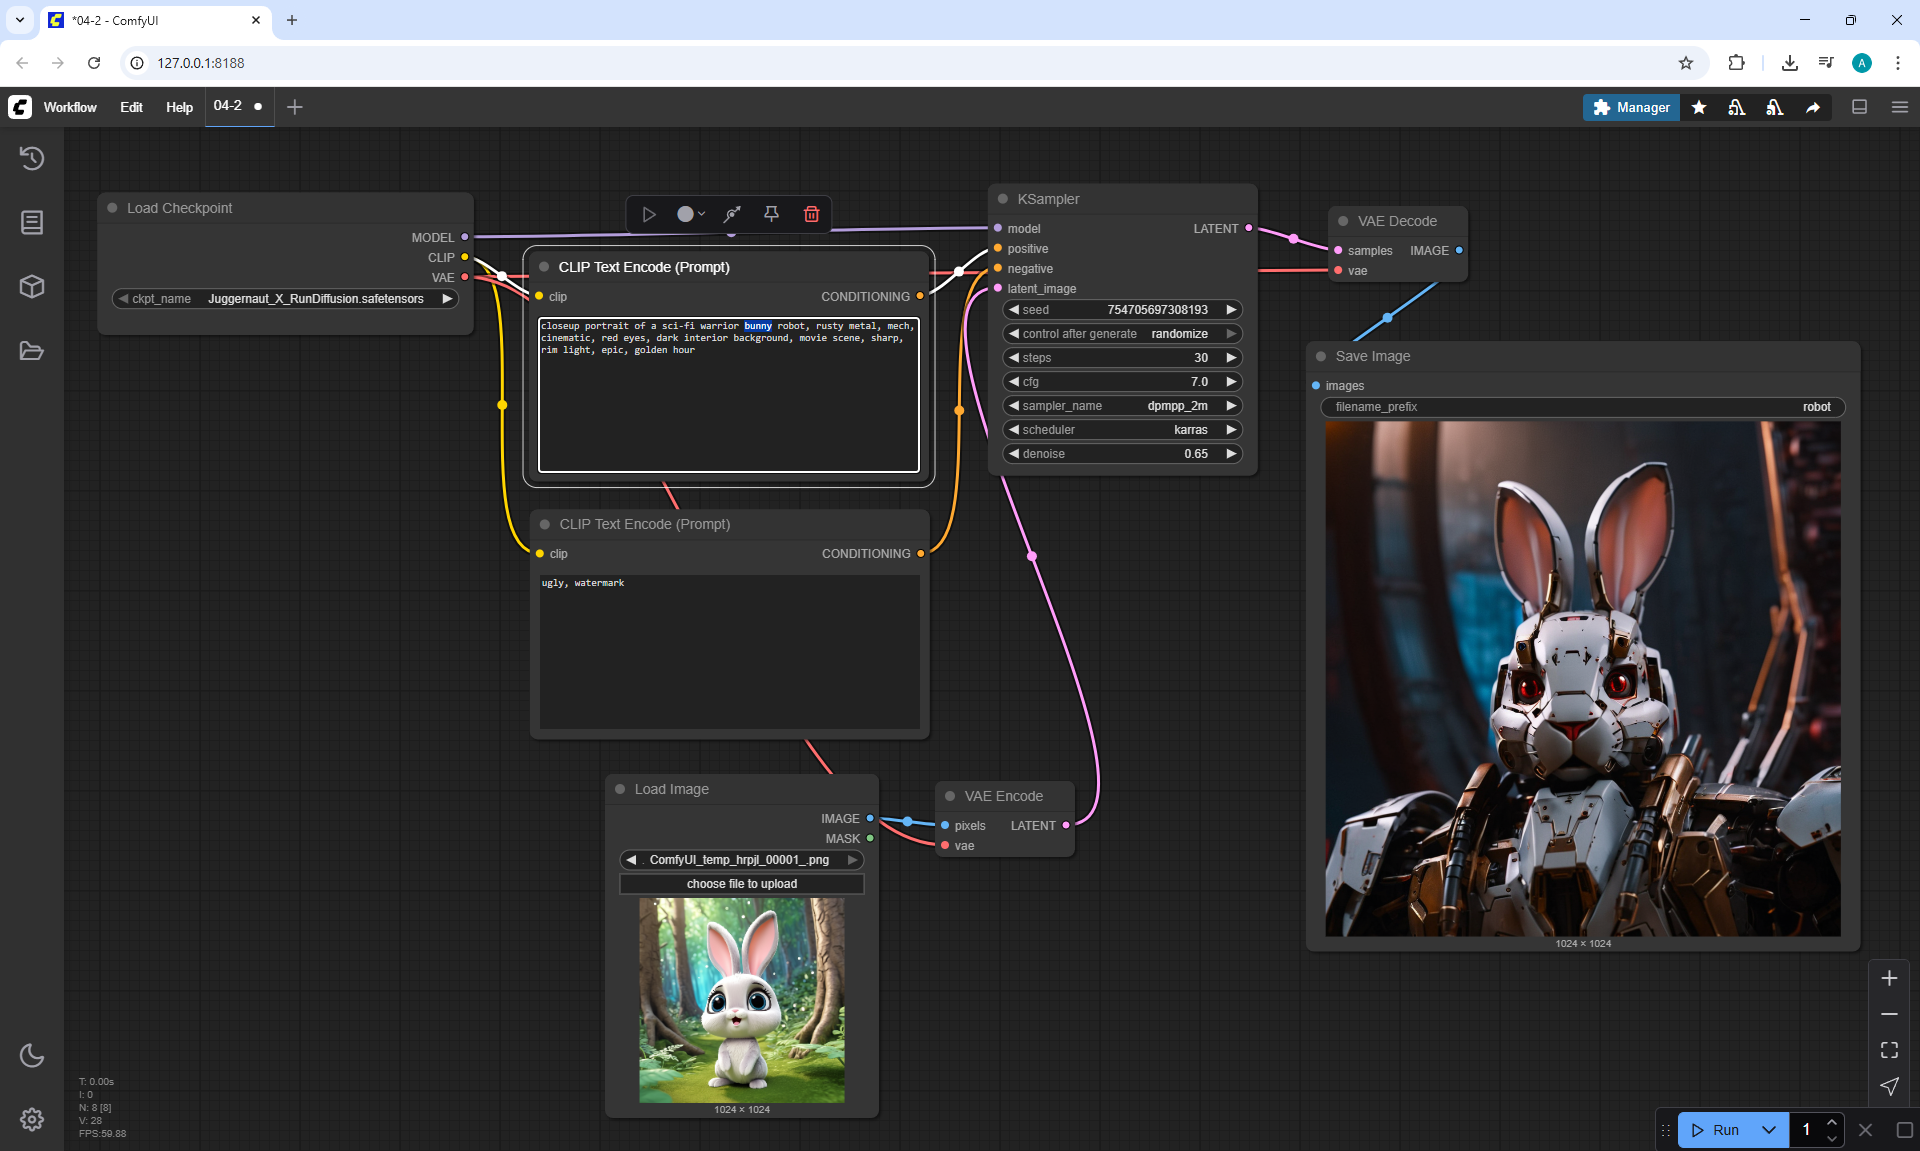 *04-2 - ComfyUI
127.0.0.1:8188
A
Workflow
Edit
Help
04-2
Manager
Load Checkpoint
MODEL
CLIP
VAE
ckpt_name Juggernaut_X_RunDiffusion.safetensors
CLIP Text Encode (Prompt)
clip
CONDITIONING
closeup portrait of a sci-fi warrior bunny robot, rusty metal, mech,
cinematic, red eyes, dark interior background, movie scene, sharp,
rim light, epic, golden hour
CLIP Text Encode (Prompt)
clip
CONDITIONING
ugly, watermark
KSampler
model
LATENT
positive
negative
latent_image
seed 754705697308193
control after generate randomize
steps 30
cfg 7.0
sampler_name dpmpp_2m
scheduler karras
denoise 0.65
VAE Decode
samples
IMAGE
vae
Save Image
images
filename_prefix robot
1024 × 1024
Load Image
IMAGE
MASK
ComfyUI_temp_hrpjl_00001_.png
choose file to upload
1024 × 1024
VAE Encode
pixels
LATENT
vae
T: 0.00s
I: 0
N: 8 [8]
V: 28
FPS:59.88
Run
1